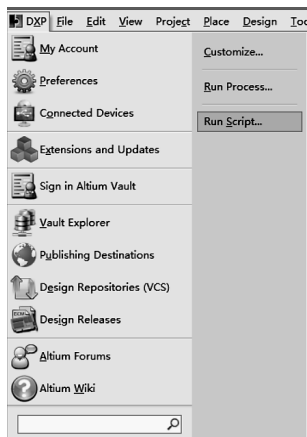 DXP File Edit View Project Place Design Too
My Account
Preferences
Connected Devices
Extensions and Updates
Sign in Altium Vault
Vault Explorer
Publishing Destinations
Design Repositories (VCS)
Design Releases
Altium Forums
Altium Wiki
Customize...
Run Process...
Run Script...